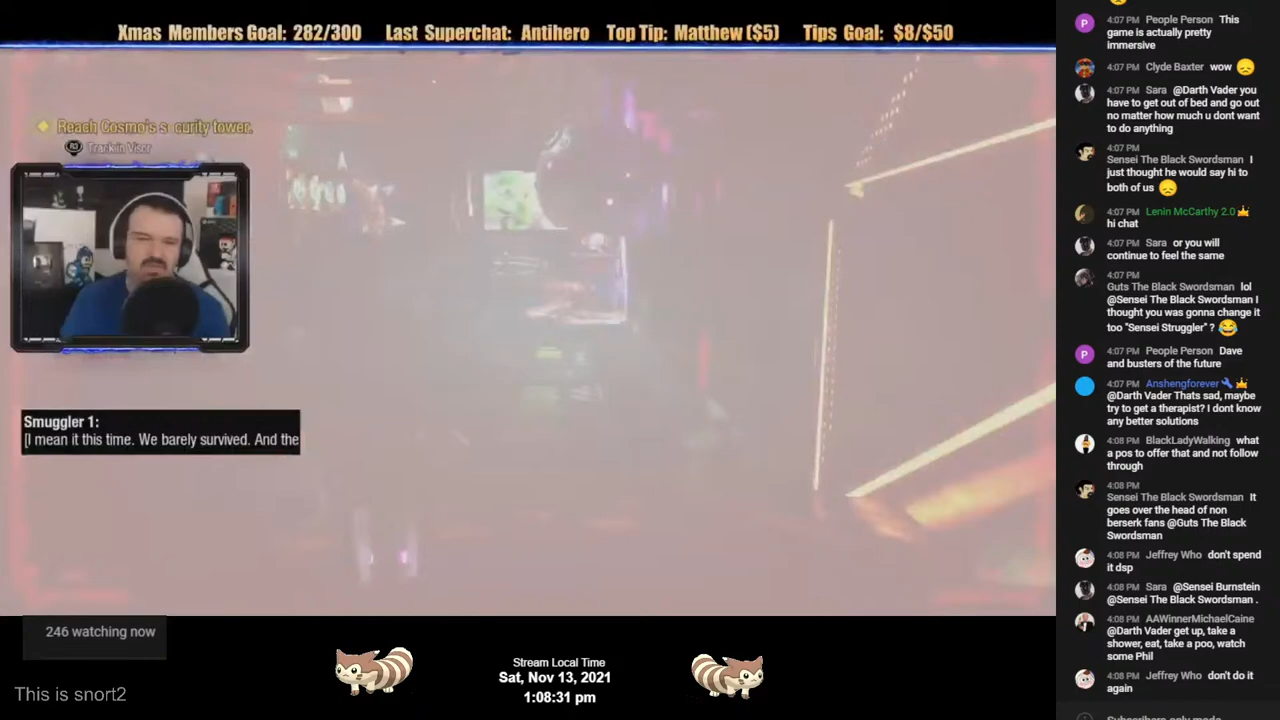 Xmas Members Goal: 282/300 Last Superchat: Antihero Top Tip: Matthew ($5) Tips Goal: $8/$50
Reach Cosmo's s curity tower.
R3 Track in Visor
Smuggler 1:
[I mean it this time. We barely survived. And the
246 watching now
This is snort2
Stream Local Time
Sat, Nov 13, 2021
1:08:31 pm
P 4:07 PM People Person This
game is actually pretty
immersive
4:07 PM Clyde Baxter wow 😞
4:07 PM Sara @Darth Vader you
have to get out of bed and go out
no matter how much u dont want
to do anything
4:07 PM
Sensei The Black Swordsman I
just thought he would say hi to
both of us 😞
4:07 PM Lenin McCarthy 2.0
hi chat
4:07 PM Sara or you will
continue to feel the same
4:07 PM
Guts The Black Swordsman lol
@Sensei The Black Swordsman I
thought you was gonna change it
too "Sensei Struggler" ? 😂
P 4:07 PM People Person Dave
and busters of the future
4:07 PM Anshengforever
@Darth Vader Thats sad, maybe
try to get a therapist? I dont know
any better solutions
4:08 PM BlackLadyWalking what
a pos to offer that and not follow
through
4:08 PM
Sensei The Black Swordsman It
goes over the head of non
berserk fans @Guts The Black
Swordsman
4:08 PM Jeffrey Who don't spend
it dsp
4:08 PM Sara @Sensei Burnstein
@Sensei The Black Swordsman .
4:08 PM AAWinnerMichaelCaine
@Darth Vader get up, take a
shower, eat, take a poo, watch
some Phil
4:08 PM Jeffrey Who don't do it
again
Subscribers-only mode